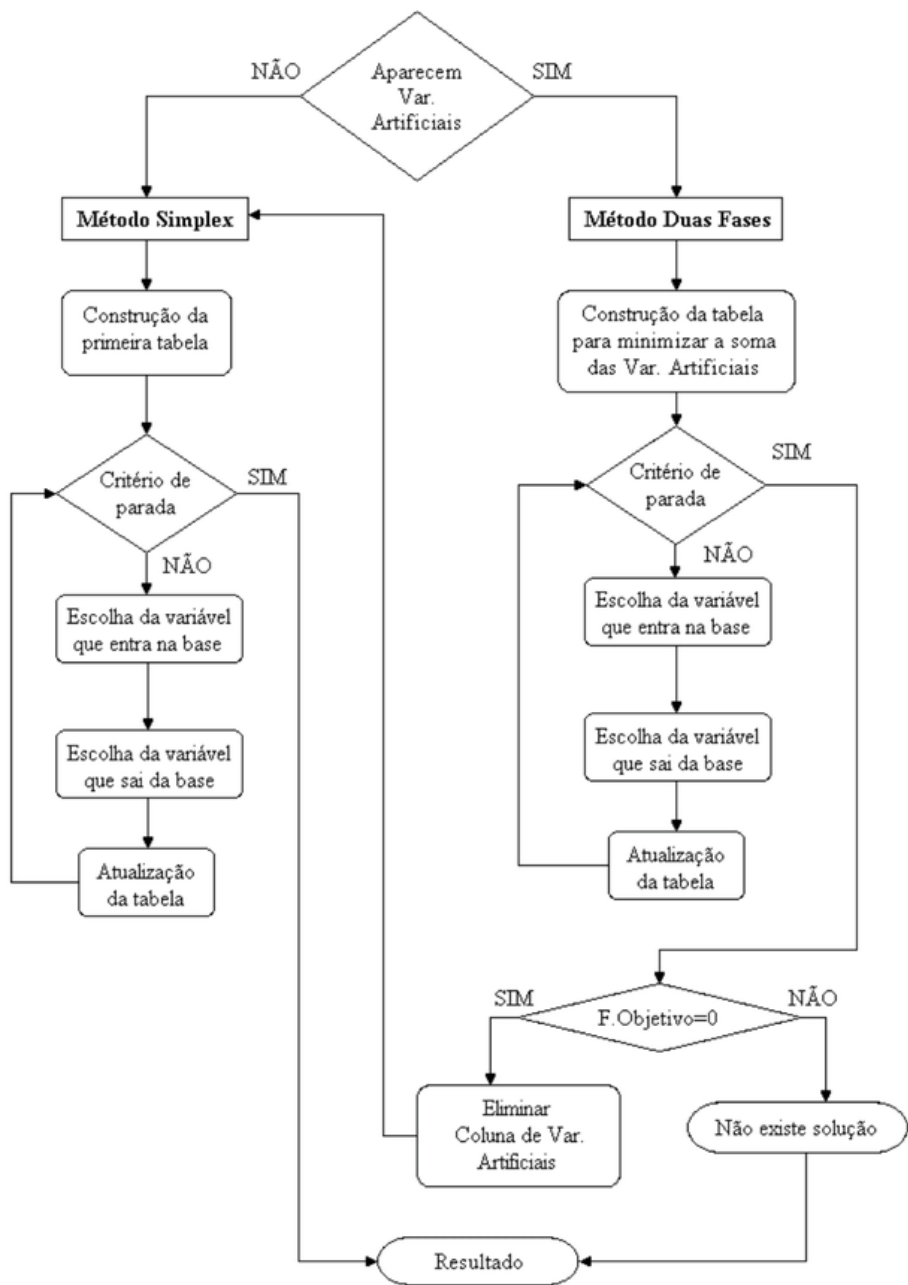 NÃO
SIM
Aparecem
Var.
Artificiais
Método Simplex
Método Duas Fases
Construção da
primeira tabela
Construção da tabela
para minimizar a soma
das Var. Artificiais
Critério de
parada
SIM
NÃO
Escolha da variável
que entra na base
Escolha da variável
que sai da base
Atualização
da tabela
Critério de
parada
SIM
NÃO
Escolha da variável
que entra na base
Escolha da variável
que sai da base
Atualização
da tabela
SIM
NÃO
F.Objetivo=0
Eliminar
Coluna de Var.
Artificiais
Não existe solução
Resultado